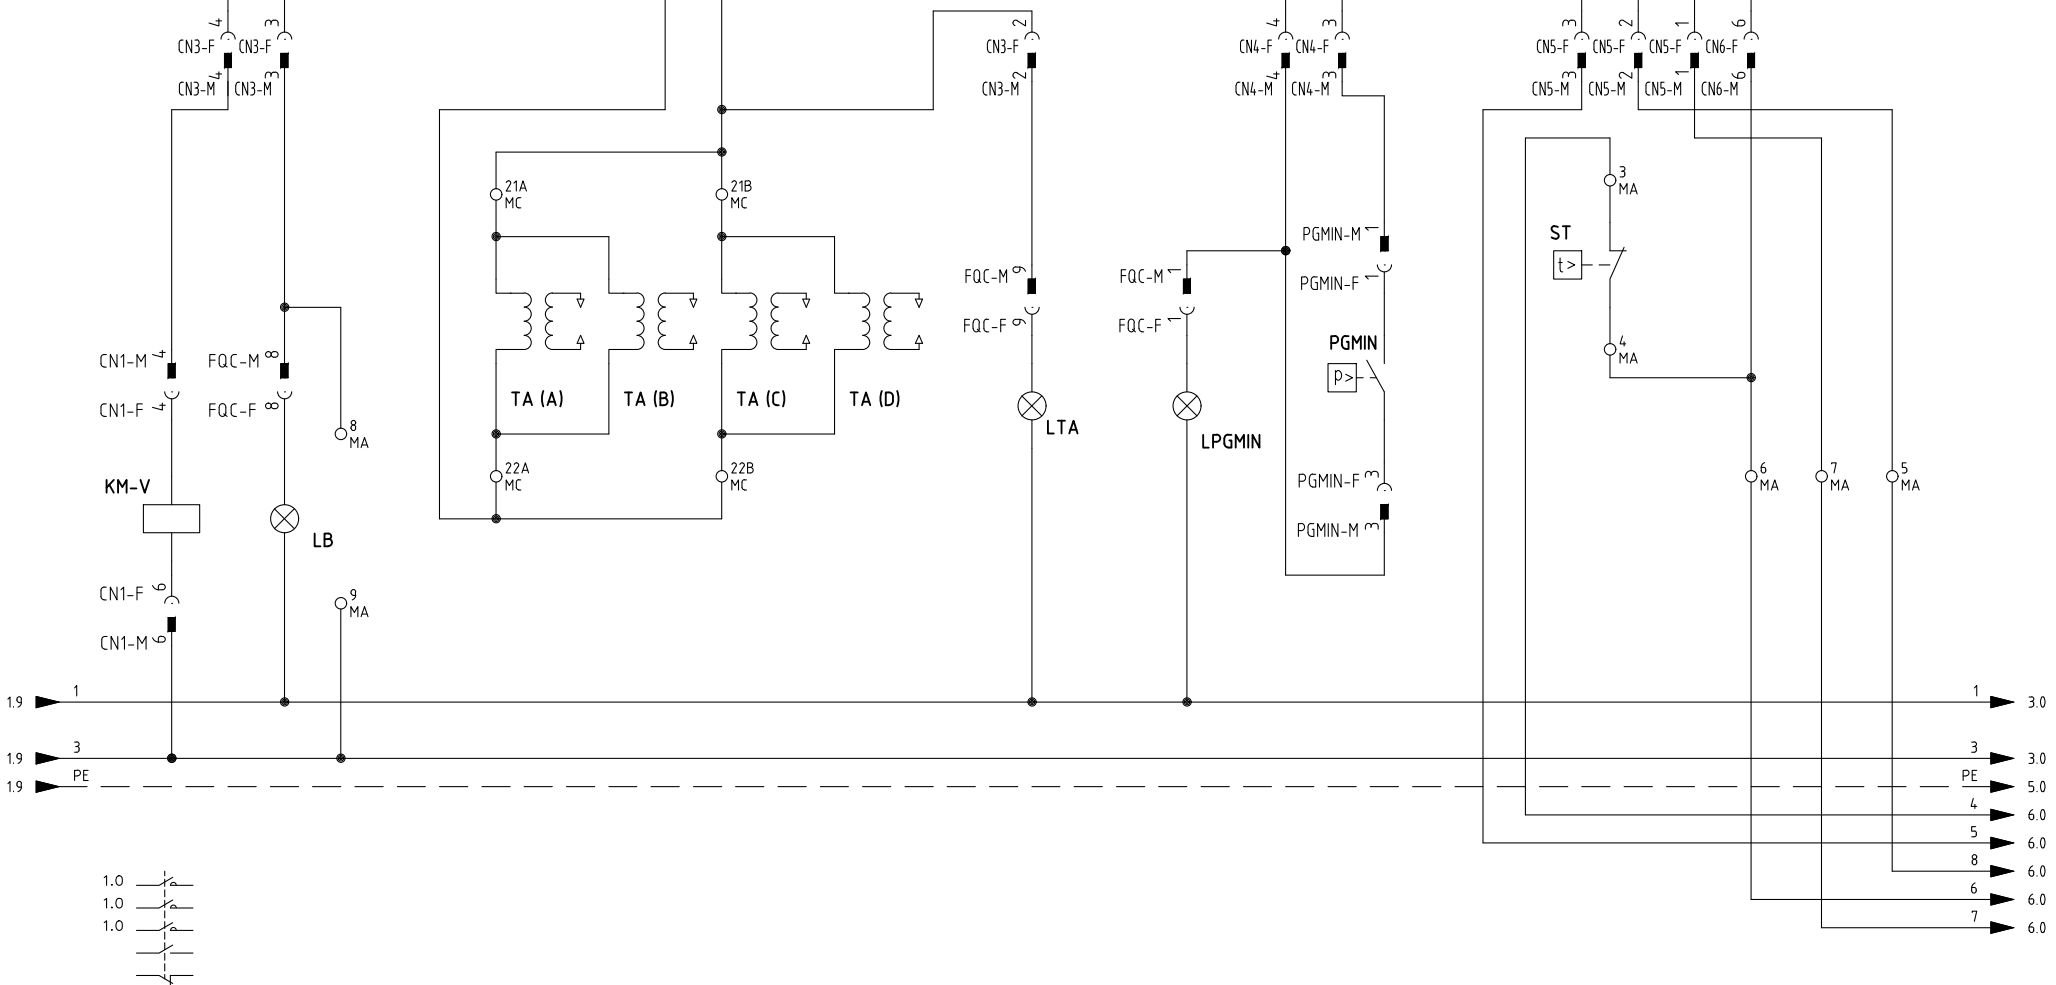 4 3 2 4 3 3 2 1 6
CN3-F CN3-F CN3-F CN4-F CN4-F CN5-F CN5-F CN5-F CN6-F
4 3 2 4 3 3 2 1 6
CN3-M CN3-M CN3-M CN4-M CN4-M CN5-M CN5-M CN5-M CN6-M
21A
MC
21B
MC
3
MA
ST
t>
PGMIN-M 1
PGMIN-F 1
FQC-M 9
FQC-F 9
FQC-M 1
FQC-F 1
PGMIN
p>
4
MA
CN1-M 4
CN1-F 4
FQC-M 8
FQC-F 8
TA (A) TA (B) TA (C) TA (D)
LTA
LPGMIN
8
MA
22A
MC
22B
MC
PGMIN-F 3
PGMIN-M 3
6
MA
7
MA
5
MA
KM-V
LB
CN1-F 6
CN1-M 6
9
MA
1.9 1 1 3.0
1.9 3 3 3.0
1.9 PE PE 5.0
4 6.0
5 6.0
8 6.0
6 6.0
7 6.0
1.0
1.0
1.0